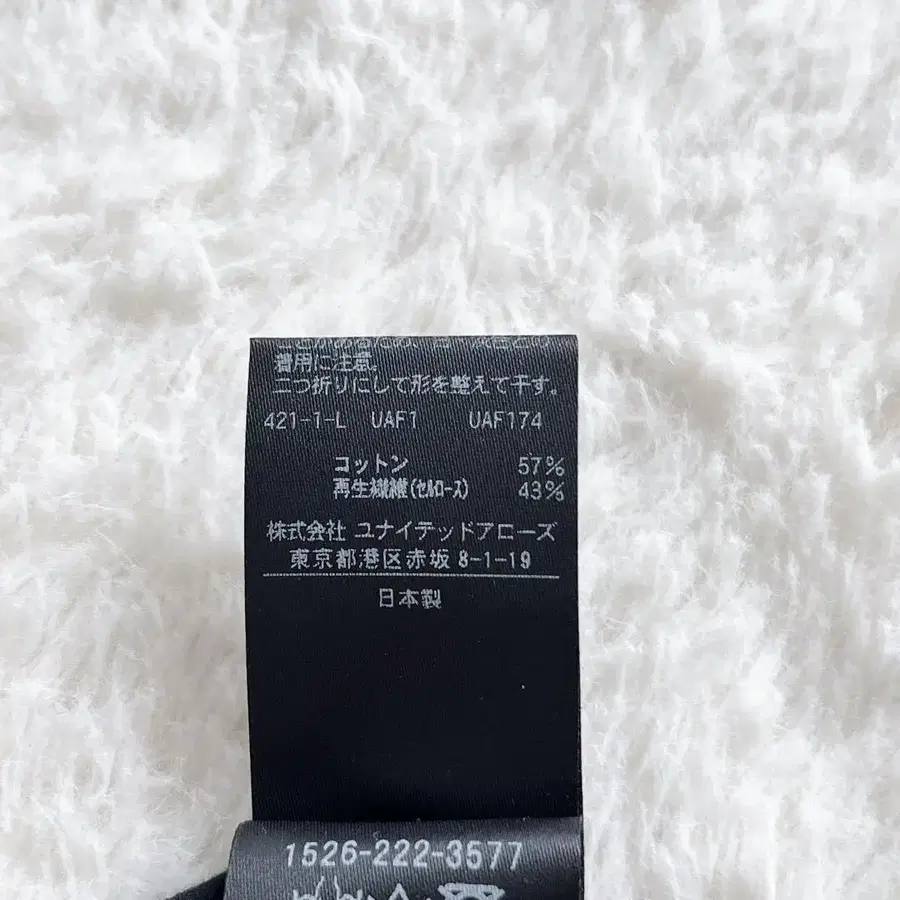 着用に注意。
二つ折りにして形を整えて干す。
421-1-L UAF1 UAF174
コットン 57%
再生繊維(セルロース) 43%
株式会社 ユナイテッドアローズ
東京都港区赤坂 8-1-19
日本製
1526-222-3577